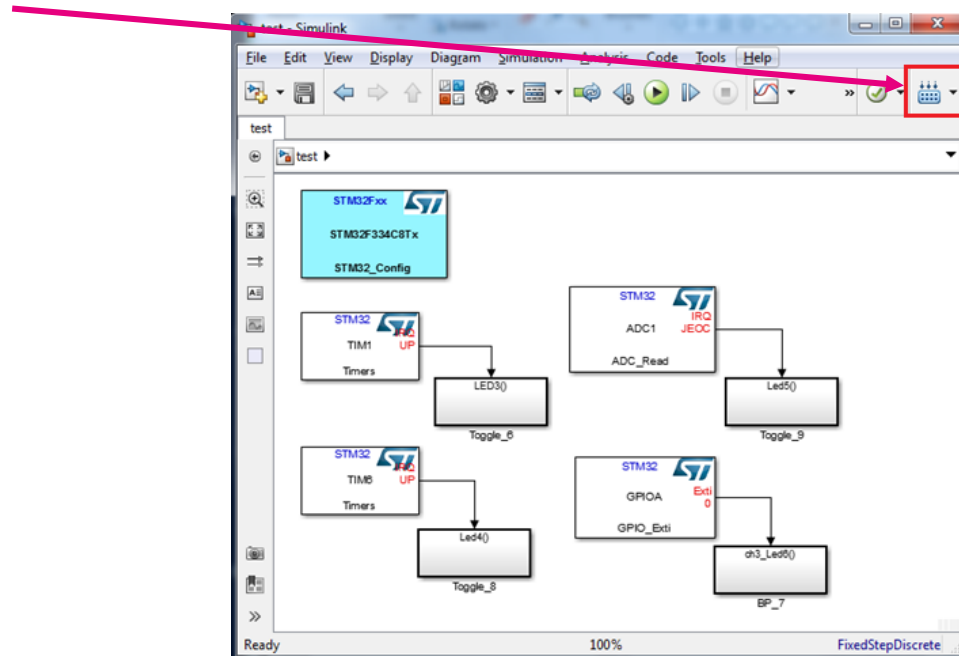 test - Simulink
File Edit View Display Diagram Simulation Analysis Code Tools Help
»
test
test
STM32Fxx
STM32F334C8Tx
STM32_Config
STM32
IRQ
TIM1 UP
Timers
LED3()
Toggle_6
STM32
IRQ
ADC1 JEOC
ADC_Read
Led5()
Toggle_9
STM32
IRQ
TIM6 UP
Timers
Led4()
Toggle_8
STM32
Exti
GPIOA 0
GPIO_Exti
ch3_Led6()
BP_7
»
Ready 100% FixedStepDiscrete